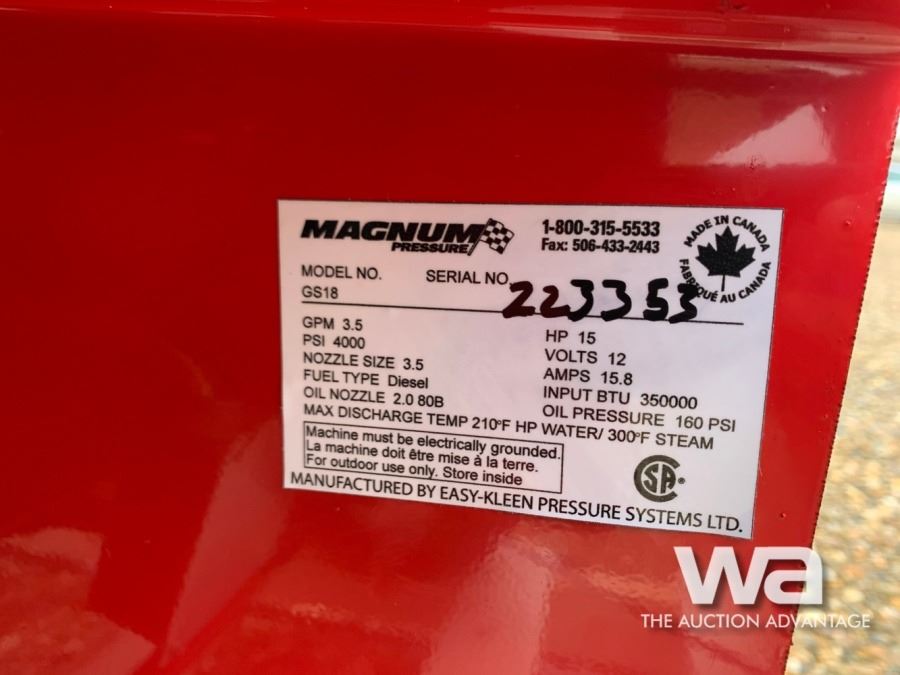 MAGNUM
PRESSURE
1-800-315-5533
Fax: 506-433-2443
MADE IN CANADA
FABRIQUÉ AU CANADA
MODEL NO.
GS18
SERIAL NO.
223353
GPM 3.5
PSI 4000
NOZZLE SIZE 3.5
FUEL TYPE Diesel
OIL NOZZLE 2.0 80B
HP 15
VOLTS 12
AMPS 15.8
INPUT BTU 350000
OIL PRESSURE 160 PSI
MAX DISCHARGE TEMP 210°F HP WATER/ 300°F STEAM
Machine must be electrically grounded.
La machine doit être mise à la terre.
For outdoor use only. Store inside
SA®
MANUFACTURED BY EASY-KLEEN PRESSURE SYSTEMS LTD.
wa
THE AUCTION ADVANTAGE